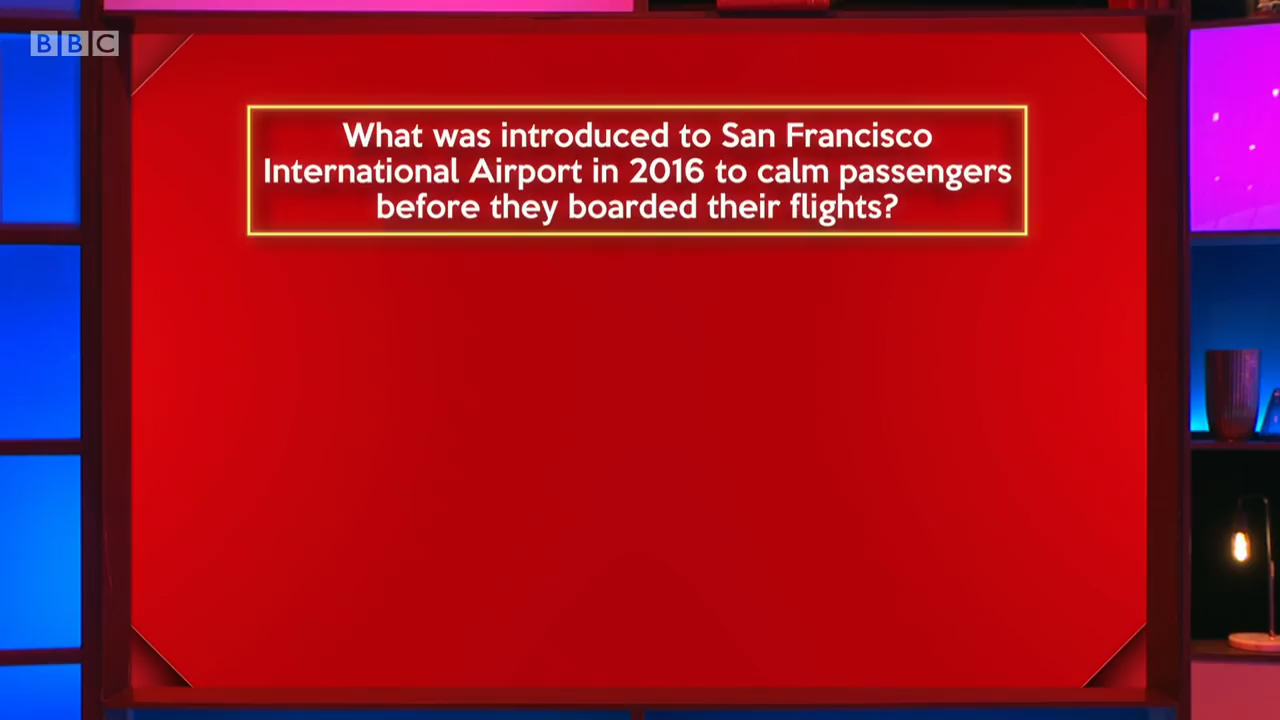 BBC
What was introduced to San Francisco
International Airport in 2016 to calm passengers
before they boarded their flights?